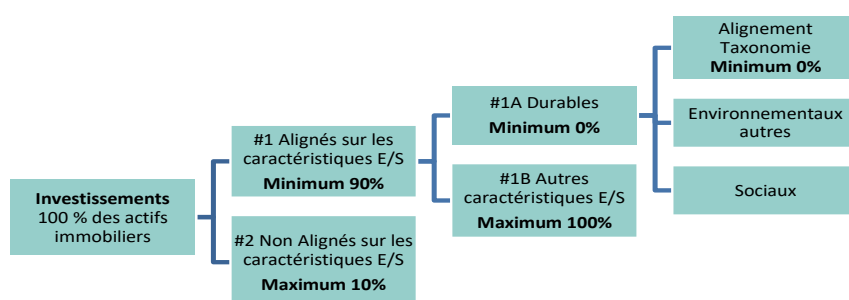 Investissements
100 % des actifs
immobiliers
#1 Alignés sur les
caractéristiques E/S
Minimum 90%
#2 Non Alignés sur les
caractéristiques E/S
Maximum 10%
#1A Durables
Minimum 0%
#1B Autres
caractéristiques E/S
Maximum 100%
Alignement
Taxonomie
Minimum 0%
Environnementaux
autres
Sociaux